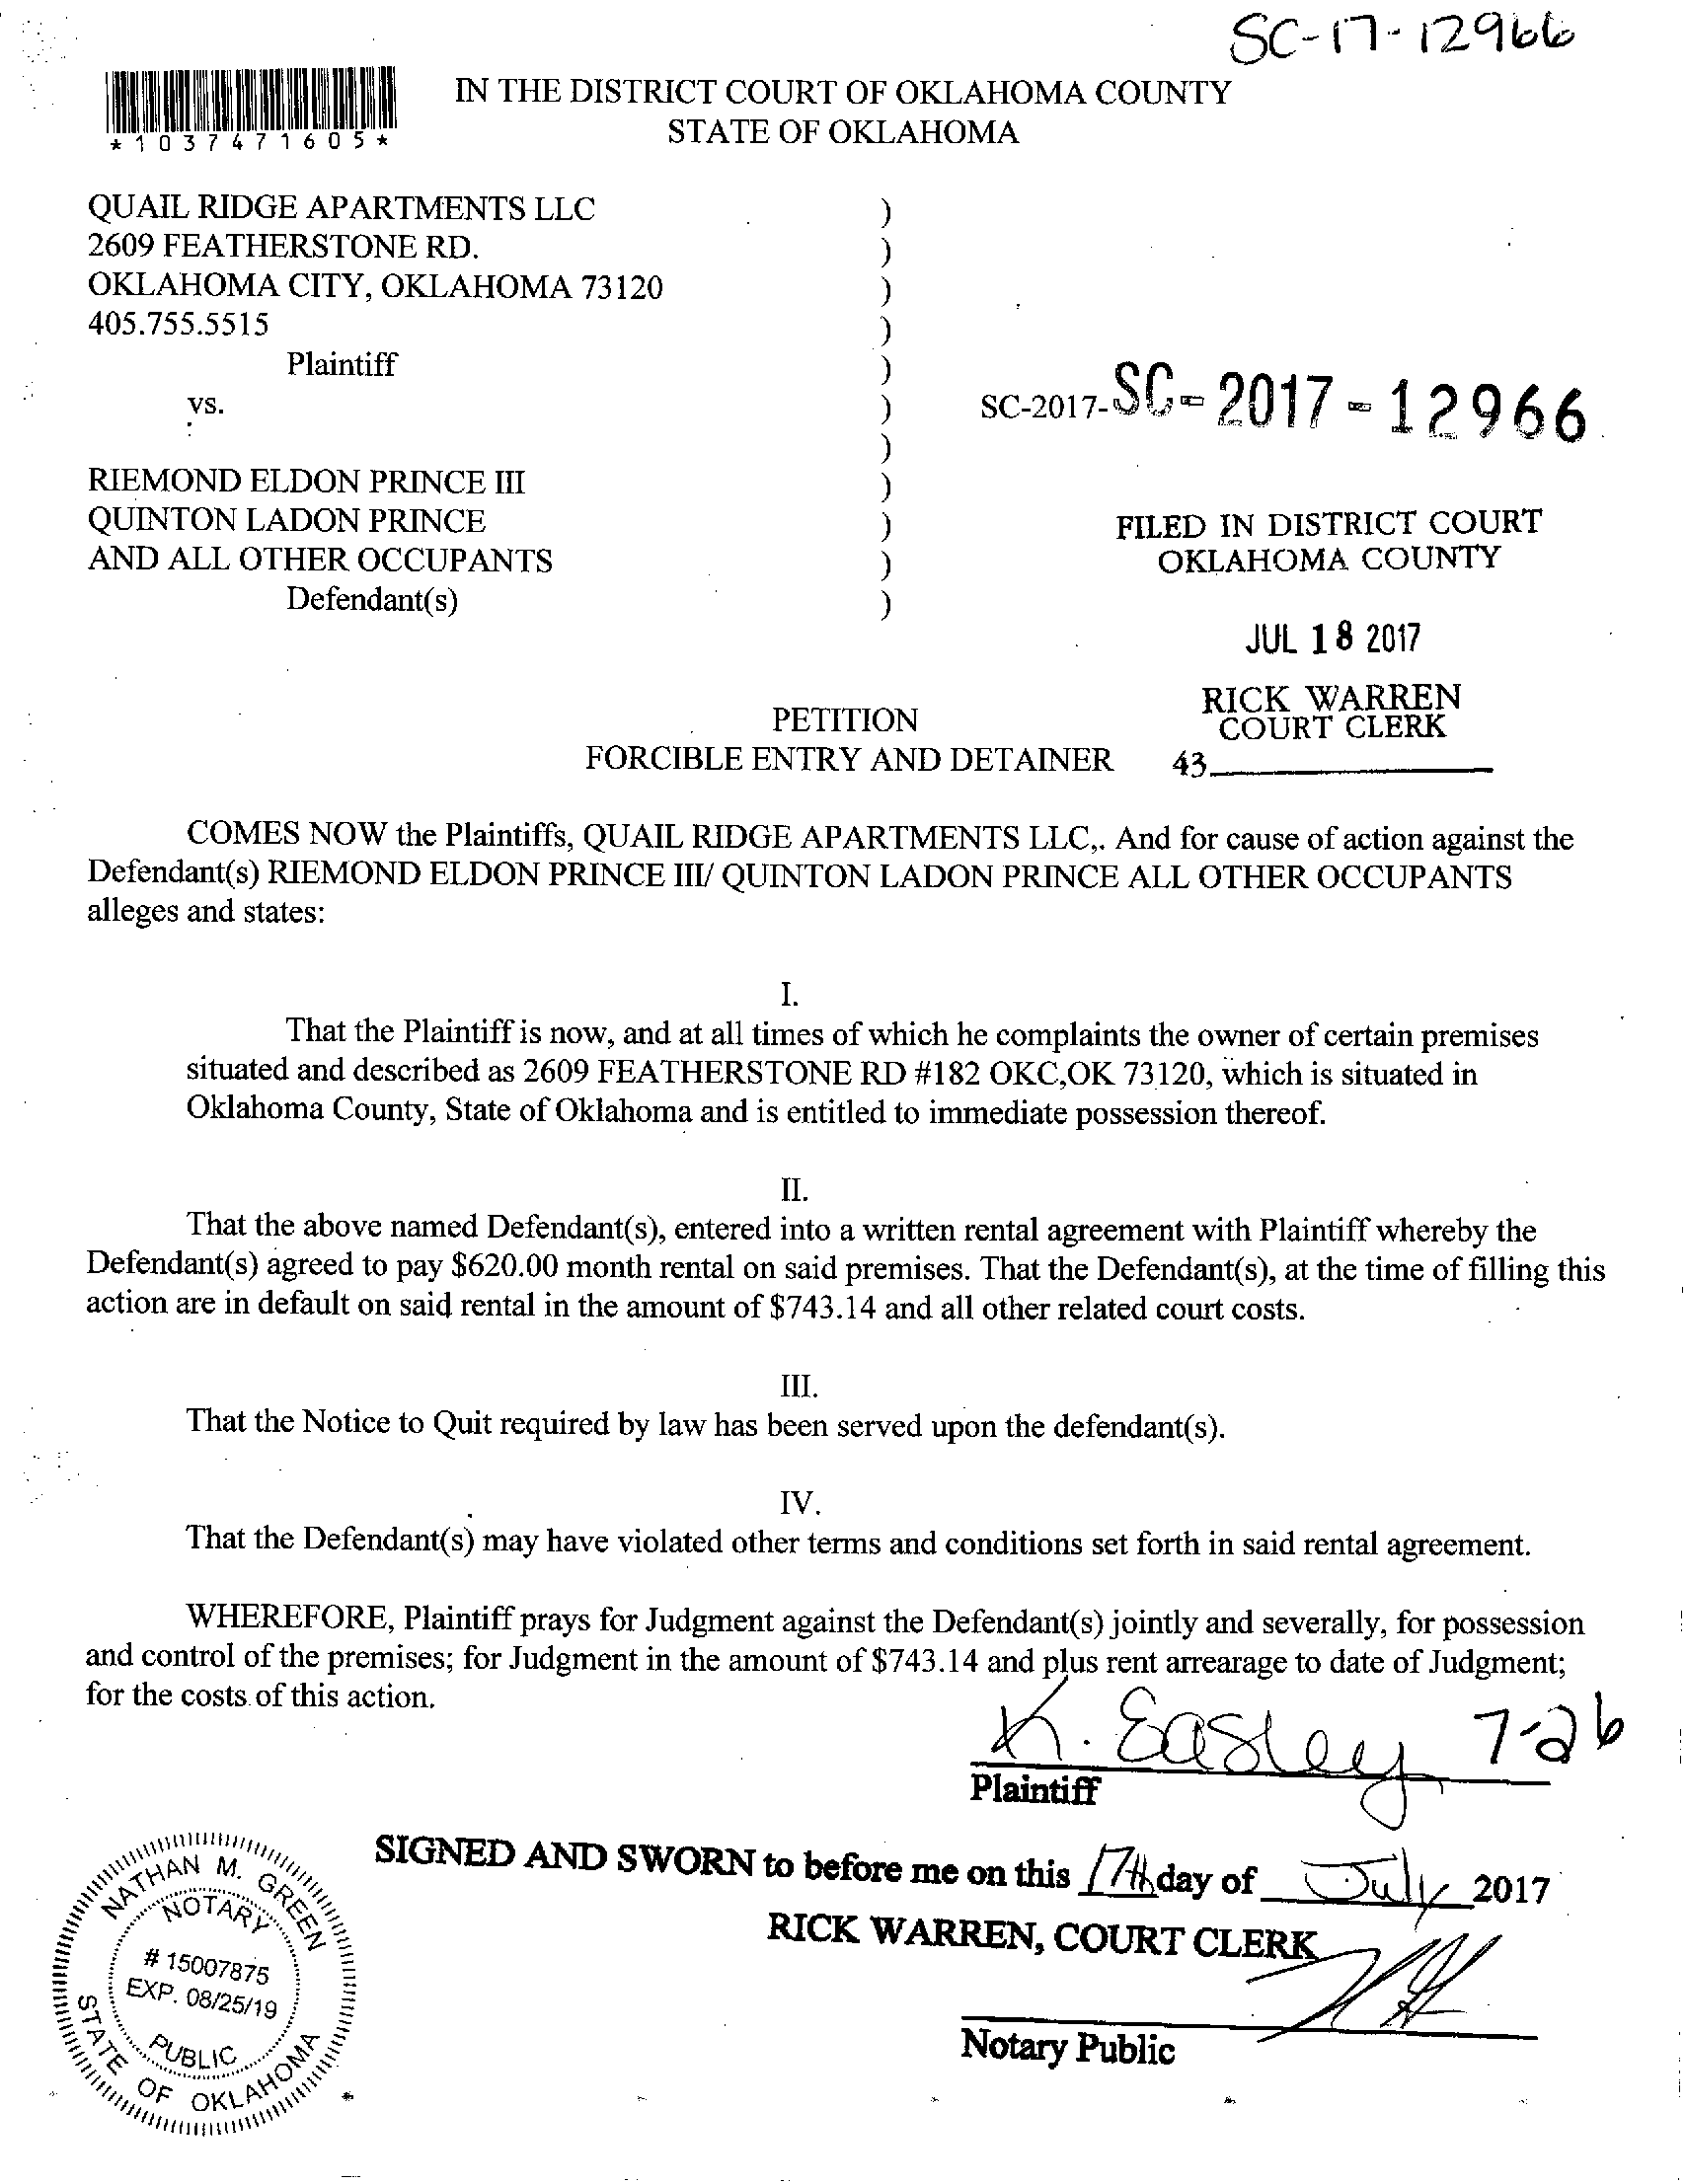 SC-17-12966
*1037471605*
IN THE DISTRICT COURT OF OKLAHOMA COUNTY
STATE OF OKLAHOMA
QUAIL RIDGE APARTMENTS LLC )
2609 FEATHERSTONE RD. )
OKLAHOMA CITY, OKLAHOMA 73120 )
405.755.5515 )
Plaintiff )
vs. ) SC-2017- SC-2017-12966
)
RIEMOND ELDON PRINCE III )
QUINTON LADON PRINCE )
AND ALL OTHER OCCUPANTS )
Defendant(s) )
FILED IN DISTRICT COURT
OKLAHOMA COUNTY
JUL 18 2017
RICK WARREN
COURT CLERK
43
PETITION
FORCIBLE ENTRY AND DETAINER
COMES NOW the Plaintiffs, QUAIL RIDGE APARTMENTS LLC,. And for cause of action against the
Defendant(s) RIEMOND ELDON PRINCE III/ QUINTON LADON PRINCE ALL OTHER OCCUPANTS
alleges and states:
I.
That the Plaintiff is now, and at all times of which he complaints the owner of certain premises
situated and described as 2609 FEATHERSTONE RD #182 OKC,OK 73120, which is situated in
Oklahoma County, State of Oklahoma and is entitled to immediate possession thereof.
II.
That the above named Defendant(s), entered into a written rental agreement with Plaintiff whereby the
Defendant(s) agreed to pay $620.00 month rental on said premises. That the Defendant(s), at the time of filling this
action are in default on said rental in the amount of $743.14 and all other related court costs.
III.
That the Notice to Quit required by law has been served upon the defendant(s).
IV.
That the Defendant(s) may have violated other terms and conditions set forth in said rental agreement.
WHEREFORE, Plaintiff prays for Judgment against the Defendant(s) jointly and severally, for possession
and control of the premises; for Judgment in the amount of $743.14 and plus rent arrearage to date of Judgment;
for the costs of this action.
K. Easley 7-26
Plaintiff
SIGNED AND SWORN to before me on this 17th day of July 2017
RICK WARREN, COURT CLERK
Notary Public
NATHAN M. GREEN
NOTARY
# 15007875
EXP. 08/25/19
PUBLIC
STATE OF OKLAHOMA